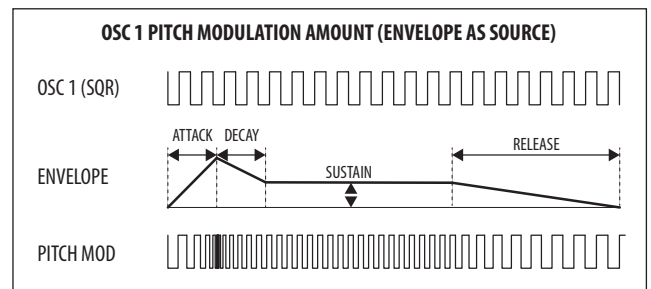 OSC 1 PITCH MODULATION AMOUNT (ENVELOPE AS SOURCE)
OSC 1 (SQR)
ATTACK DECAY RELEASE
ENVELOPE SUSTAIN
PITCH MOD